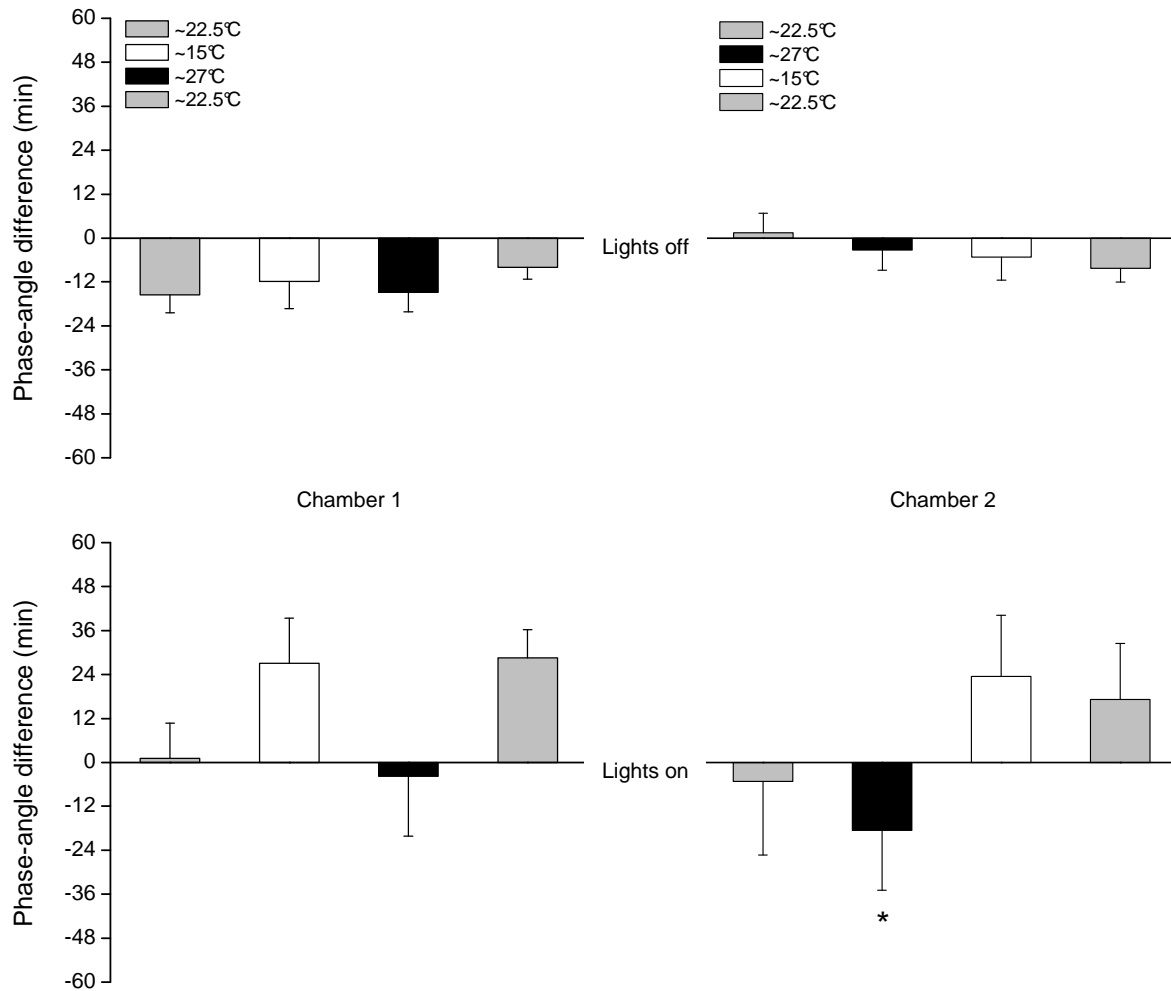 60
48
36
24
12
0
-12
-24
-36
-48
-60
Phase-angle difference (min)
~22.5°C
~15°C
~27°C
~22.5°C
Lights off
~22.5°C
~27°C
~15°C
~22.5°C
Chamber 1
Chamber 2
60
48
36
24
12
0
-12
-24
-36
-48
-60
Phase-angle difference (min)
Lights on
*